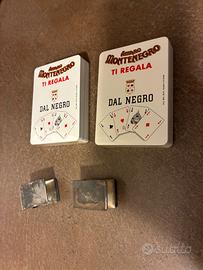 Amaro
MONTENEGRO
TI REGALA
DAL NEGRO
Amaro
MONTENEGRO
TI REGALA
DAL NEGRO
subito